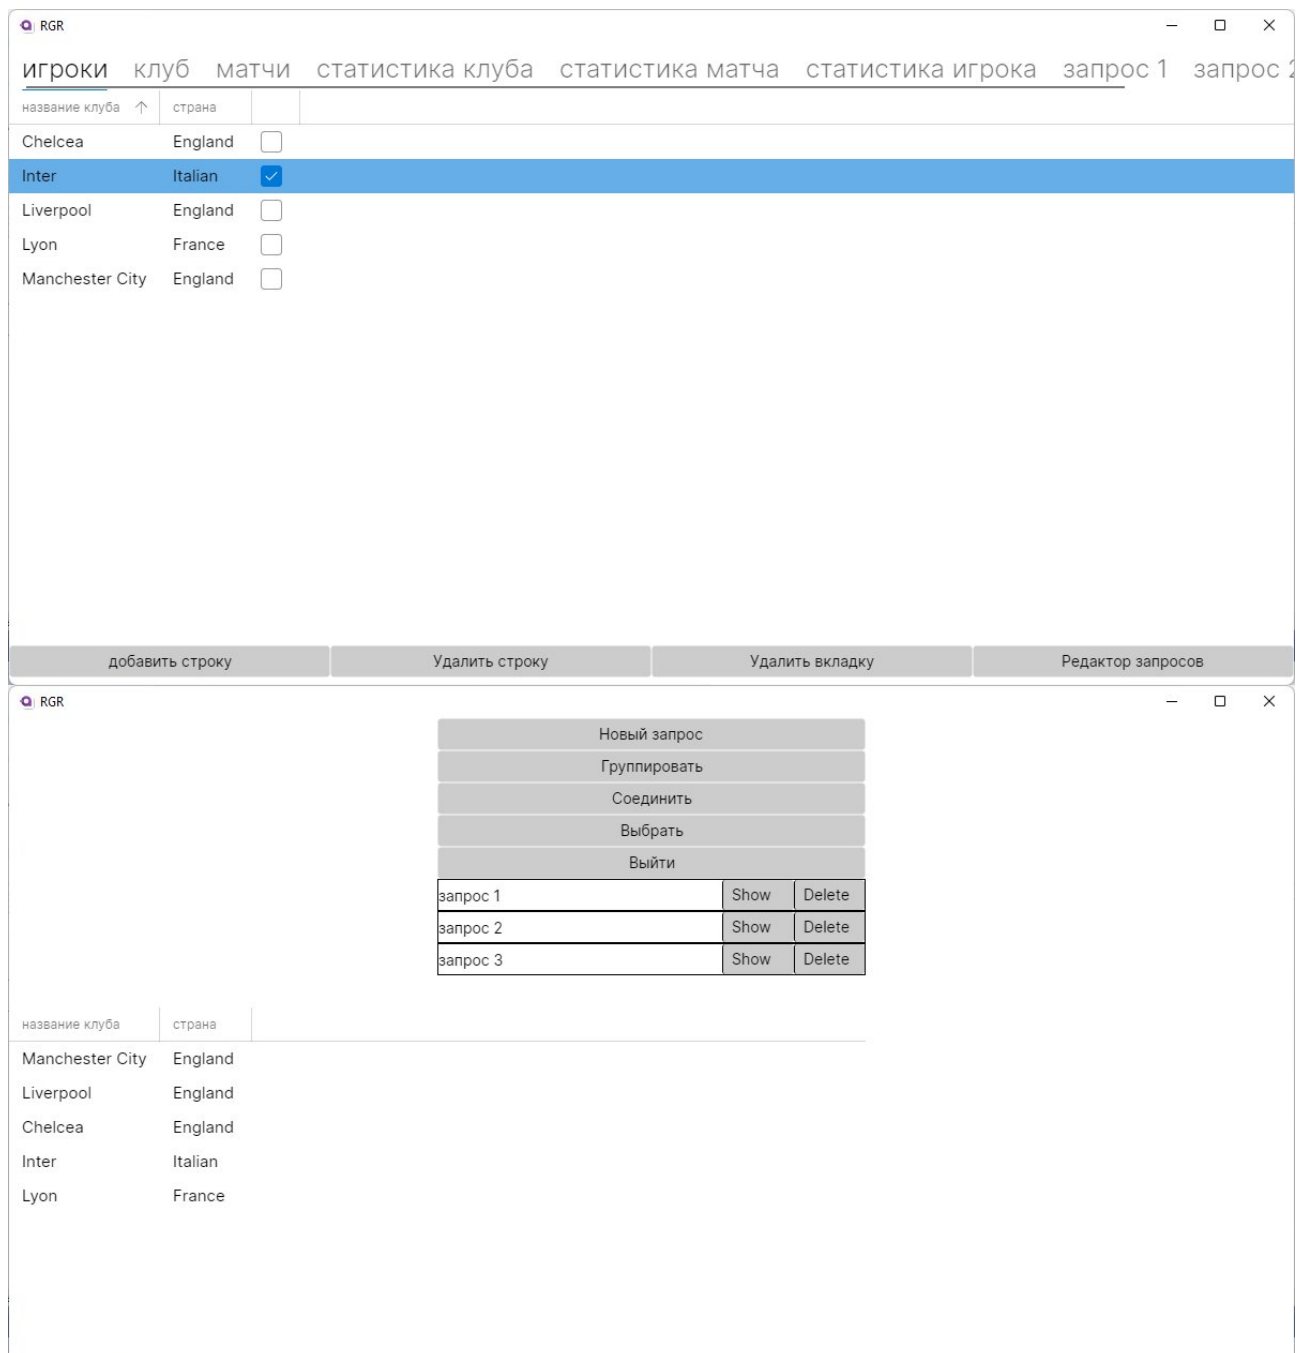 RGR
игроки клуб матчи статистика клуба статистика матча статистика игрока запрос 1 запрос 2
название клуба страна
Chelcea England
Inter Italian
Liverpool England
Lyon France
Manchester City England
добавить строку Удалить строку Удалить вкладку Редактор запросов
RGR
Новый запрос
Группировать
Соединить
Выбрать
Выйти
запрос 1 Show Delete
запрос 2 Show Delete
запрос 3 Show Delete
название клуба страна
Manchester City England
Liverpool England
Chelcea England
Inter Italian
Lyon France